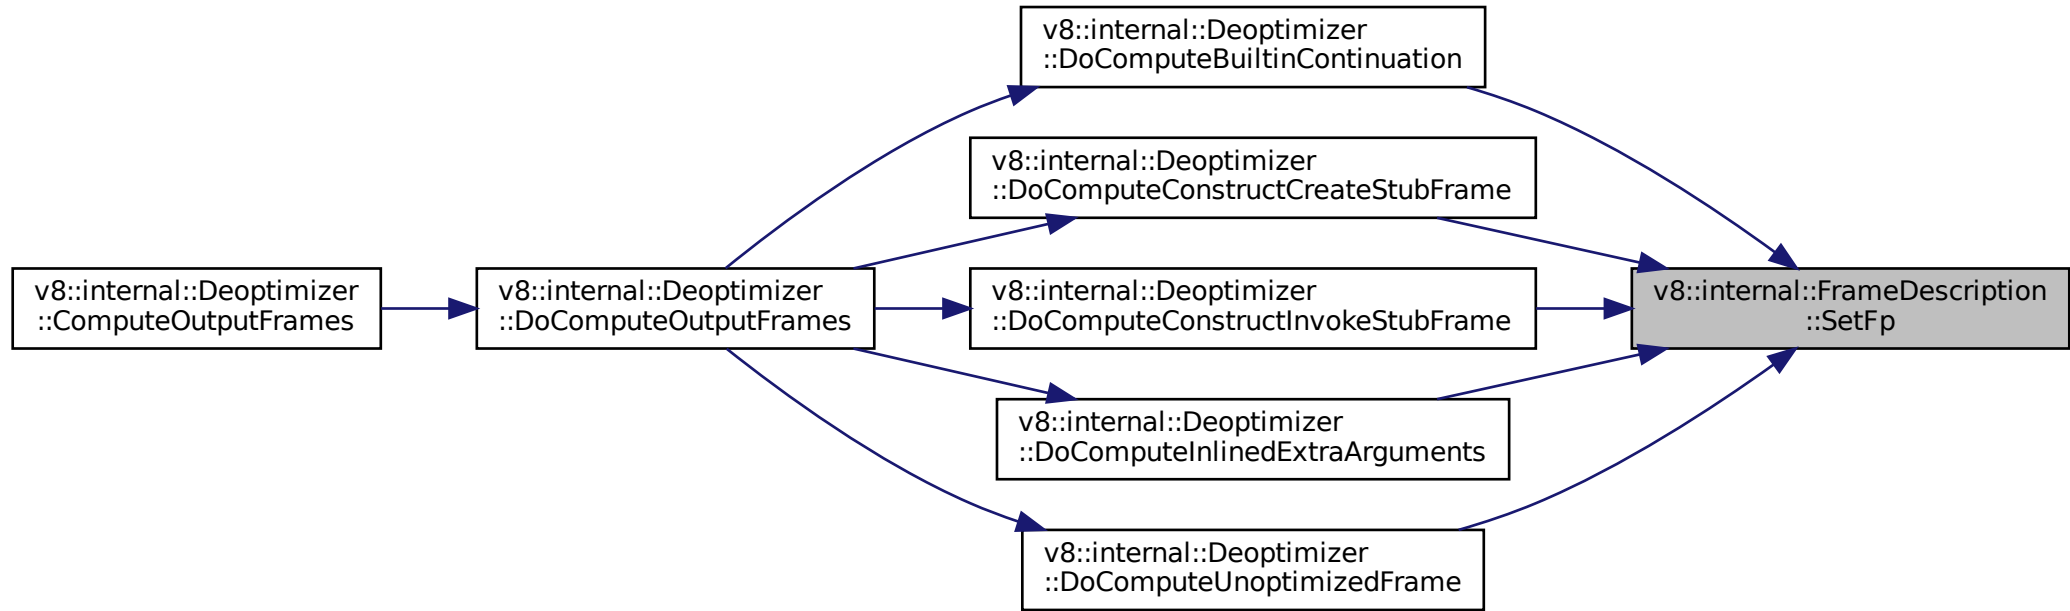 v8::internal::Deoptimizer
::ComputeOutputFrames
v8::internal::Deoptimizer
::DoComputeOutputFrames
v8::internal::Deoptimizer
::DoComputeBuiltinContinuation
v8::internal::Deoptimizer
::DoComputeConstructCreateStubFrame
v8::internal::Deoptimizer
::DoComputeConstructInvokeStubFrame
v8::internal::Deoptimizer
::DoComputeInlinedExtraArguments
v8::internal::Deoptimizer
::DoComputeUnoptimizedFrame
v8::internal::FrameDescription
::SetFp